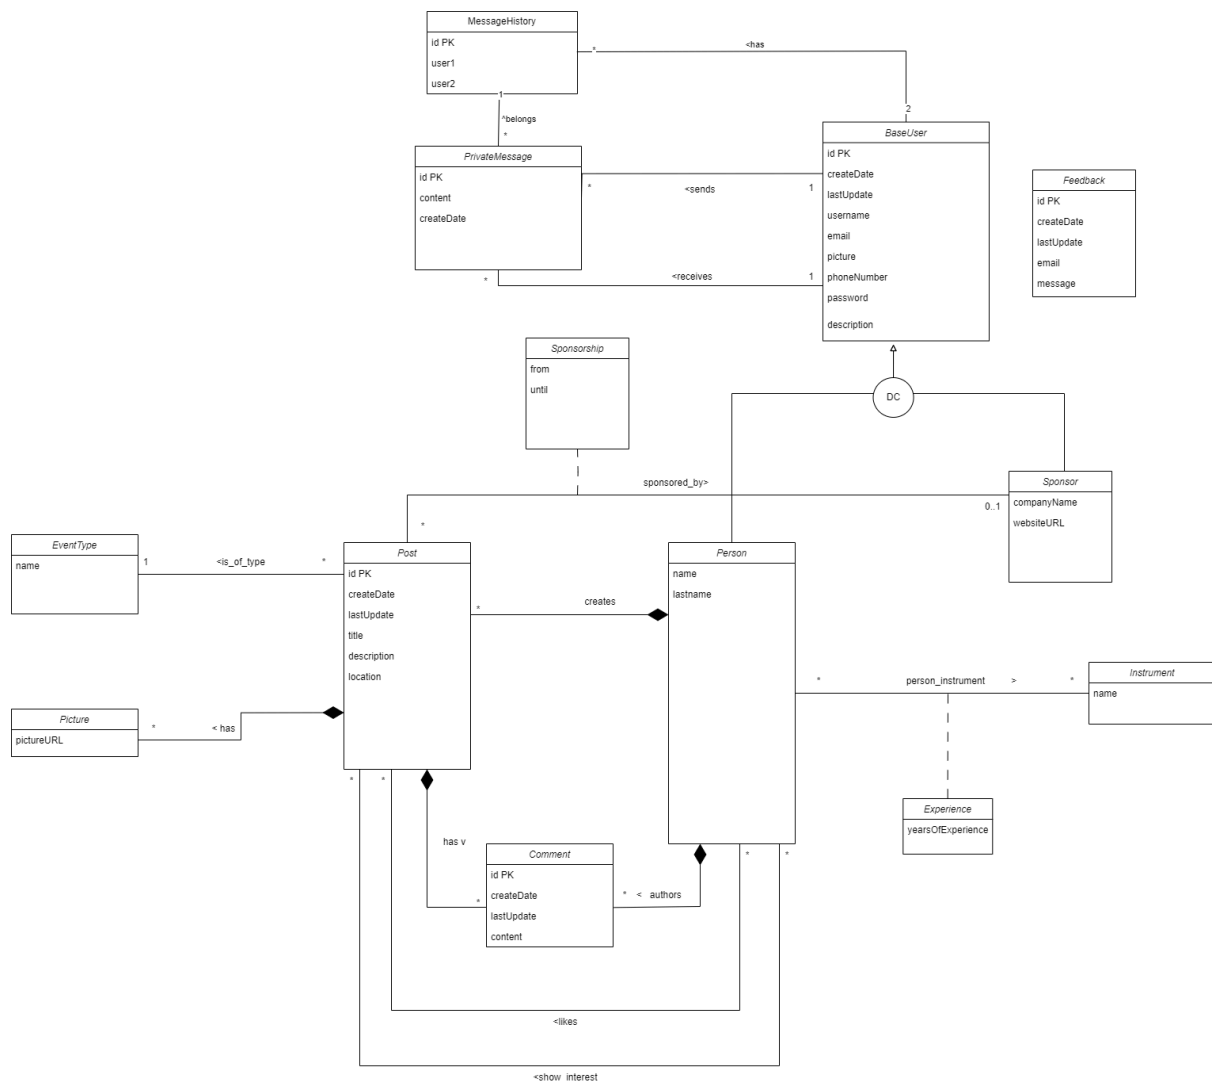 MessageHistory
id PK
user1
user2
*
<has
1
2
^belongs
*
PrivateMessage
id PK
content
createDate
BaseUser
id PK
createDate
lastUpdate
username
email
picture
phoneNumber
password
description
Feedback
id PK
createDate
lastUpdate
email
message
*
<sends
1
*
<receives
1
Sponsorship
from
until
DC
sponsored_by>
0..1
*
Sponsor
companyName
websiteURL
EventType
name
1
<is_of_type
*
Post
id PK
createDate
lastUpdate
title
description
location
Person
name
lastname
*
creates
*
person_instrument >
*
Instrument
name
Picture
pictureURL
*
< has
*
*
Experience
yearsOfExperience
has v
*
Comment
id PK
createDate
lastUpdate
content
* < authors
*
*
<likes
<show_interest